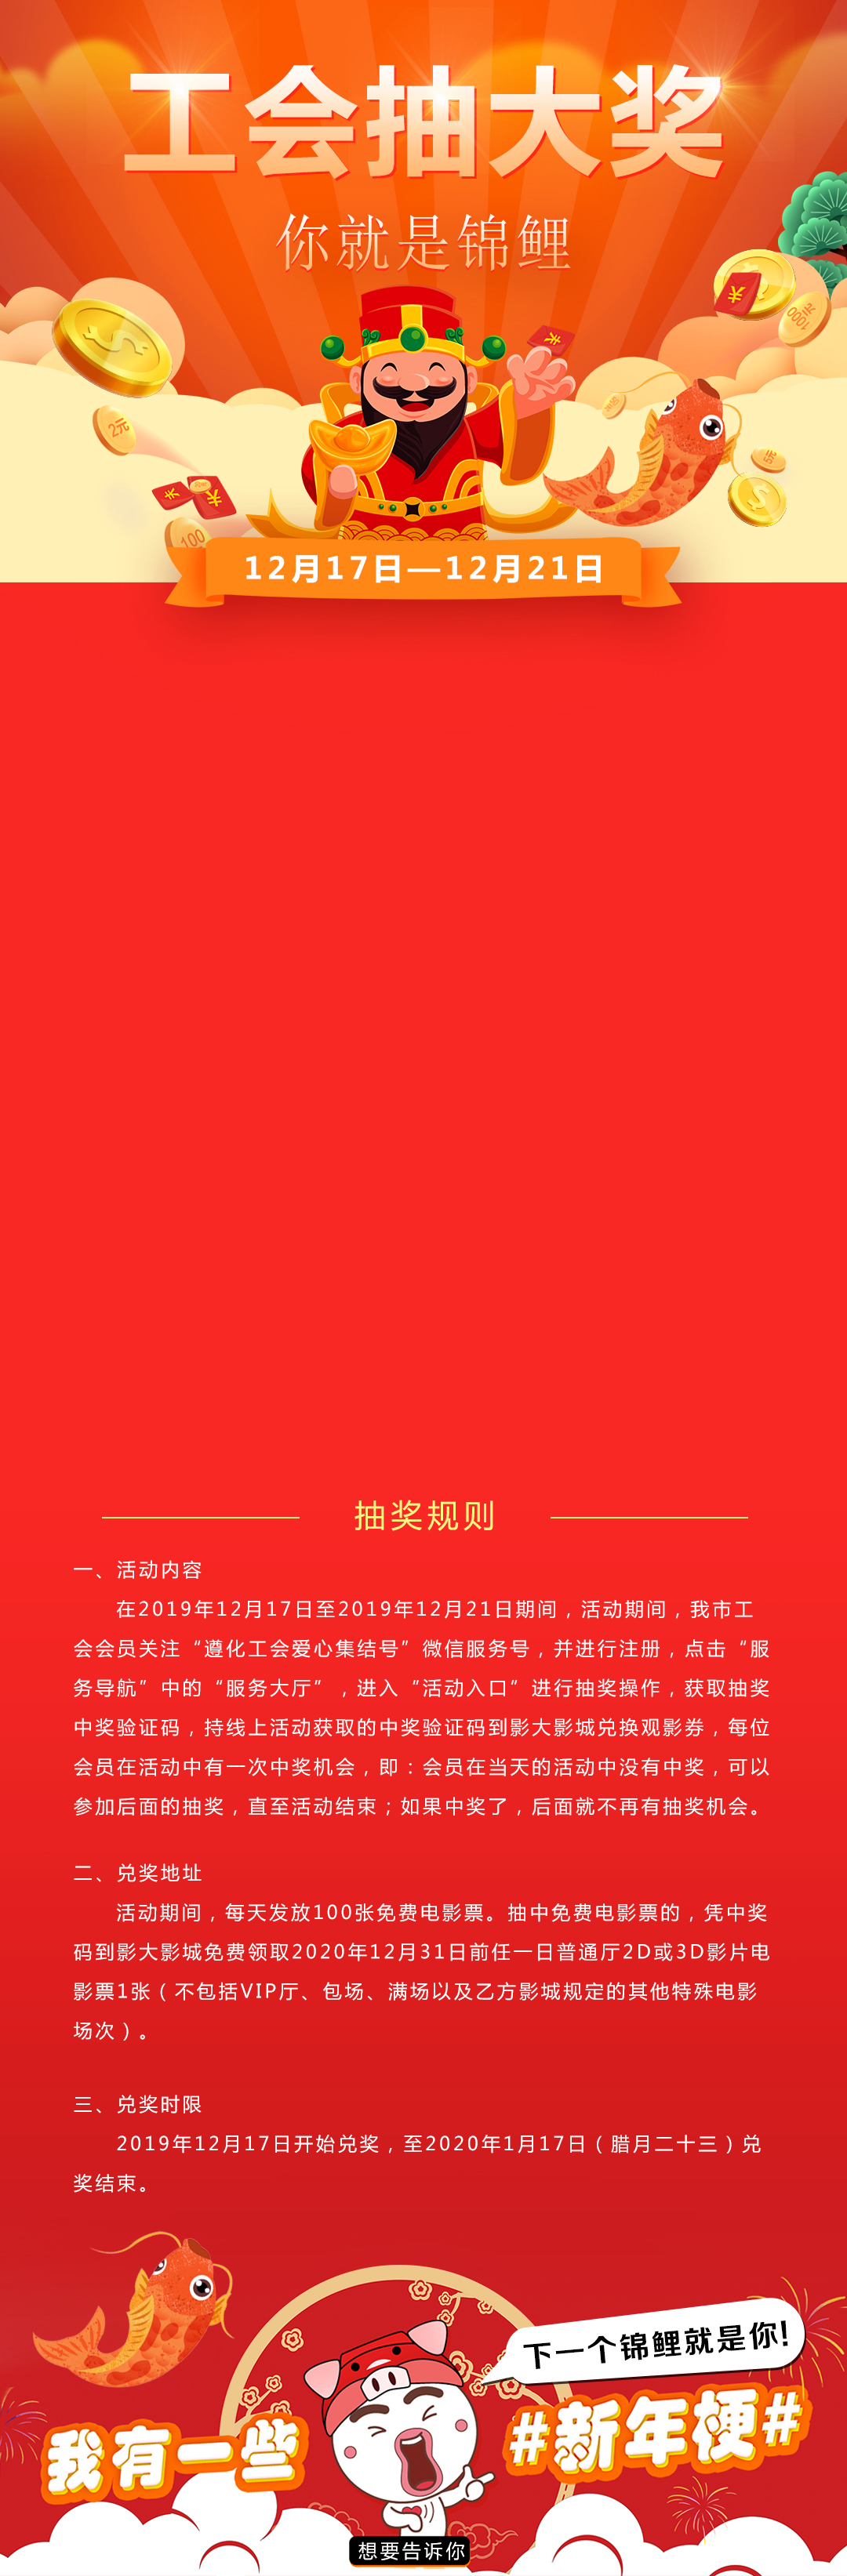 工会抽大奖
你就是锦鲤
1000元
2元
5元
100
12月17日—12月21日
抽奖规则
一、活动内容
在2019年12月17日至2019年12月21日期间，活动期间，我市工
会会员关注“遵化工会爱心集结号”微信服务号，并进行注册，点击“服
务导航”中的“服务大厅”，进入“活动入口”进行抽奖操作，获取抽奖
中奖验证码，持线上活动获取的中奖验证码到影大影城兑换观影券，每位
会员在活动中有一次中奖机会，即：会员在当天的活动中没有中奖，可以
参加后面的抽奖，直至活动结束；如果中奖了，后面就不再有抽奖机会。
二、兑奖地址
活动期间，每天发放100张免费电影票。抽中免费电影票的，凭中奖
码到影大影城免费领取2020年12月31日前任一日普通厅2D或3D影片电
影票1张（不包括VIP厅、包场、满场以及乙方影城规定的其他特殊电影
场次）。
三、兑奖时限
2019年12月17日开始兑奖，至2020年1月17日（腊月二十三）兑
奖结束。
下一个锦鲤就是你!
我有一些
#新年梗#
想要告诉你